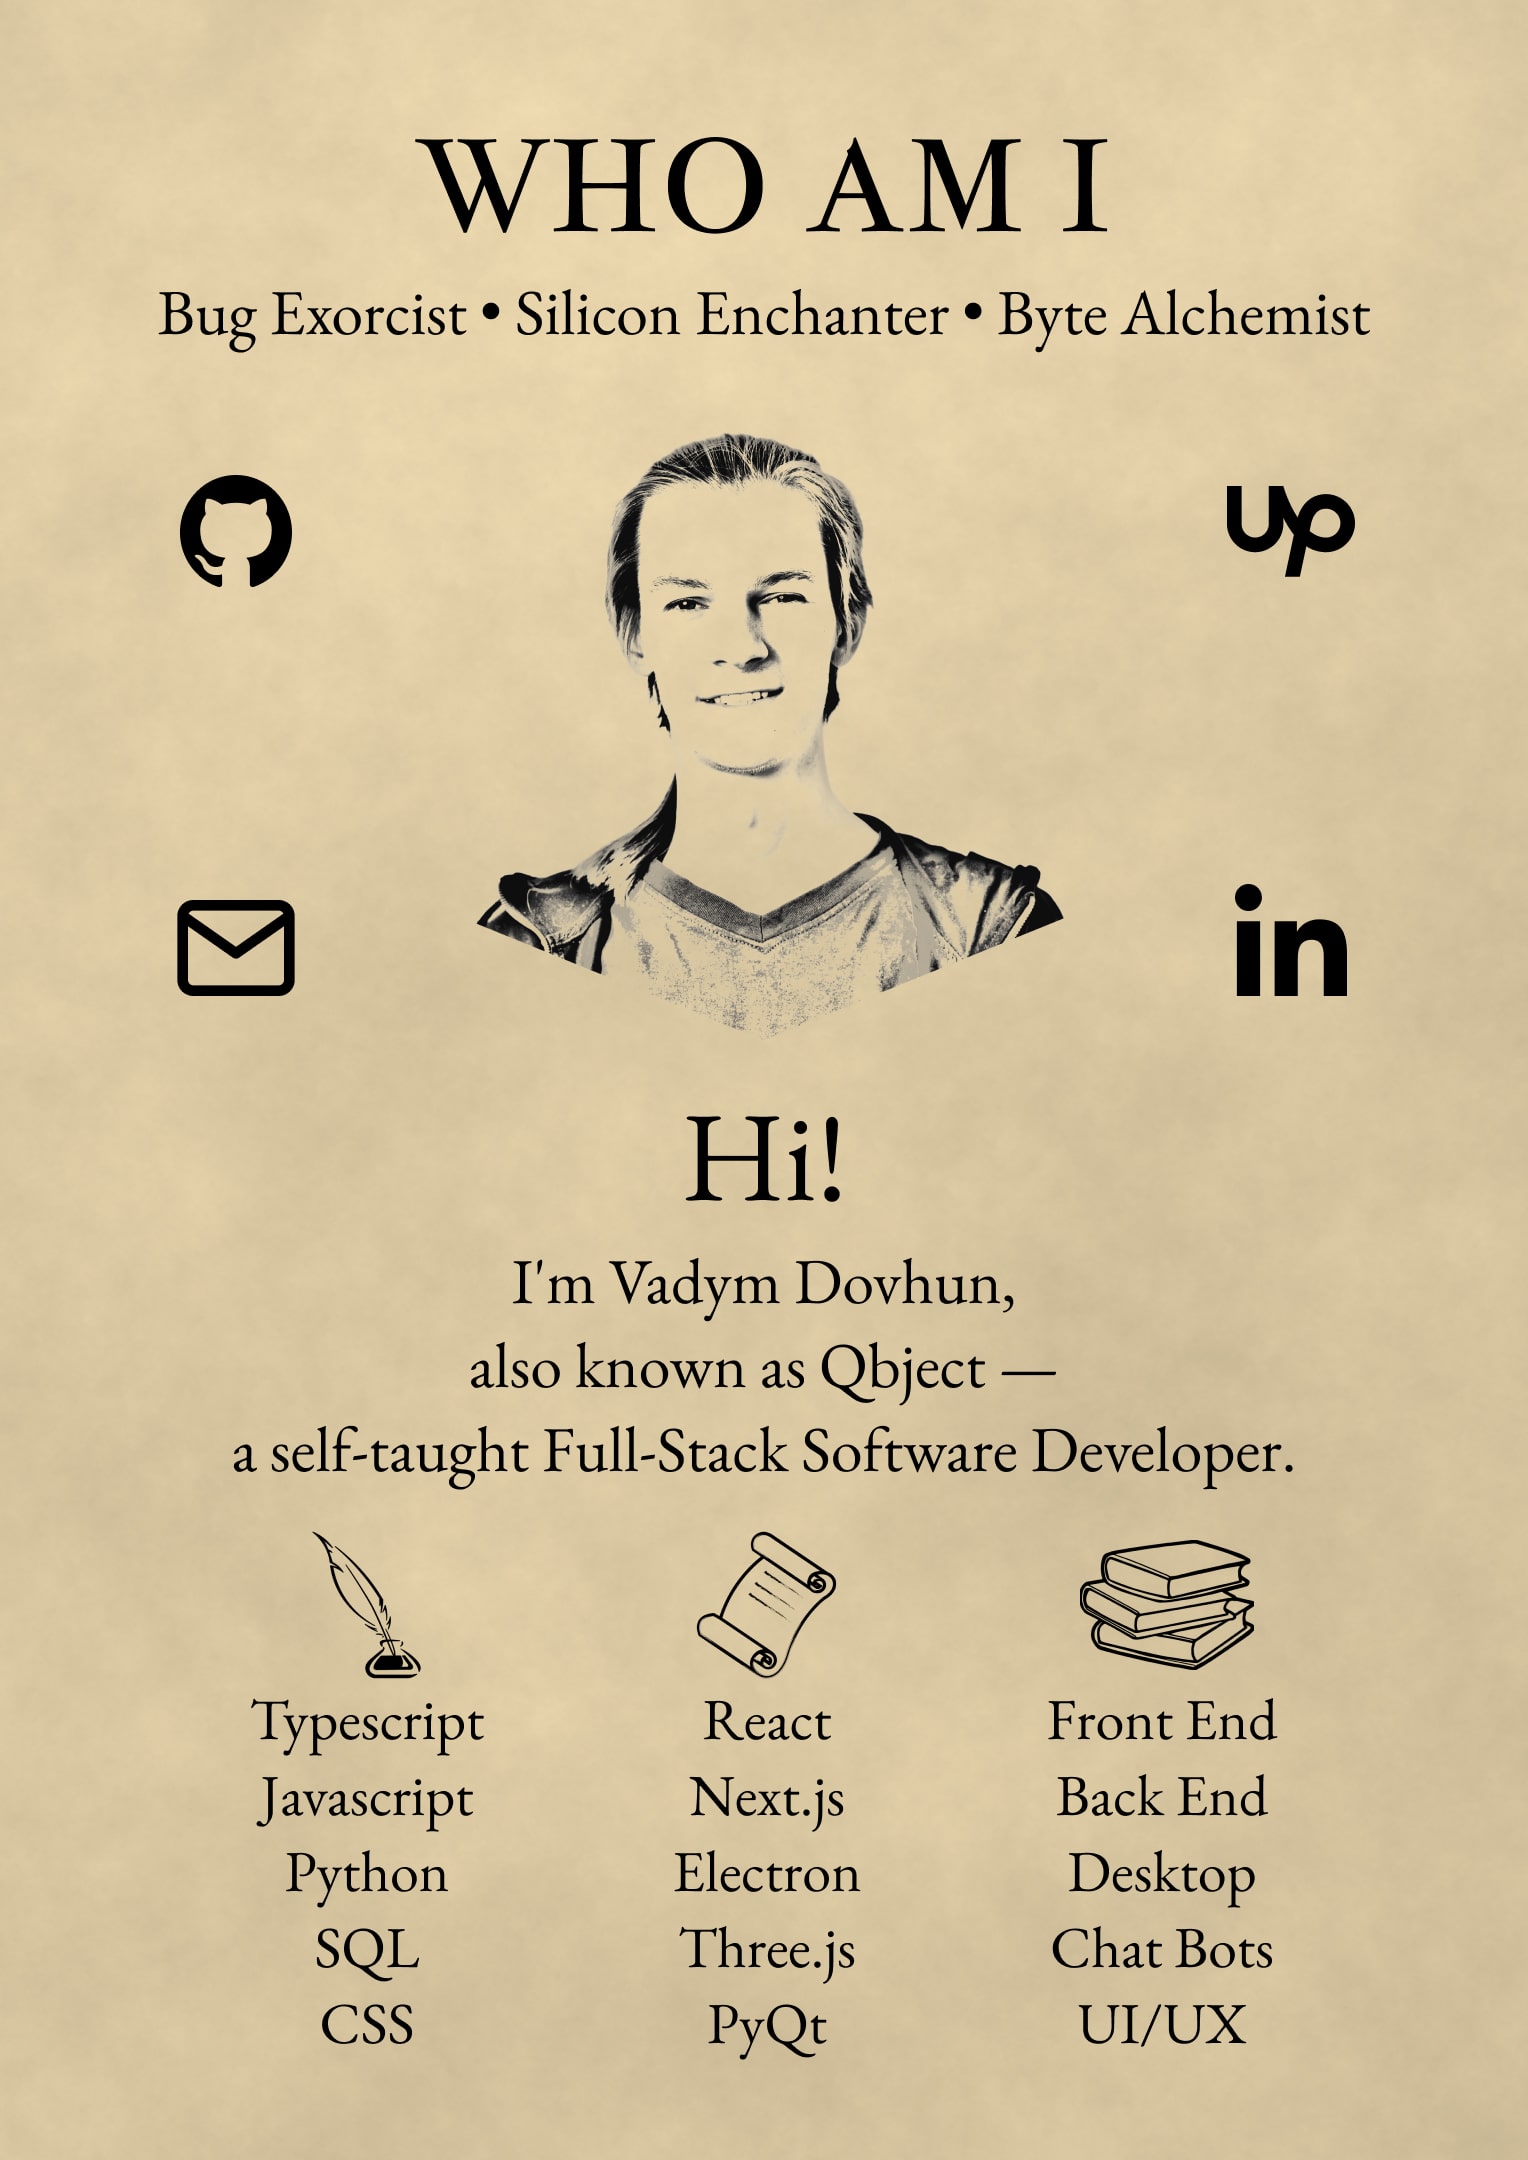 WHO AM I
Bug Exorcist • Silicon Enchanter • Byte Alchemist
up
in
Hi!
I'm Vadym Dovhun,
also known as Qbject —
a self-taught Full-Stack Software Developer.
Typescript React Front End
Javascript Next.js Back End
Python Electron Desktop
SQL Three.js Chat Bots
CSS PyQt UI/UX